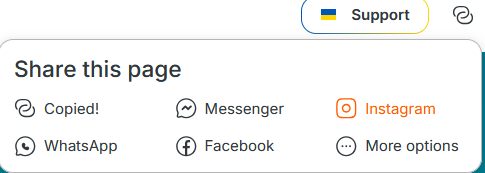 Support
Share this page
Copied! Messenger Instagram
WhatsApp Facebook More options